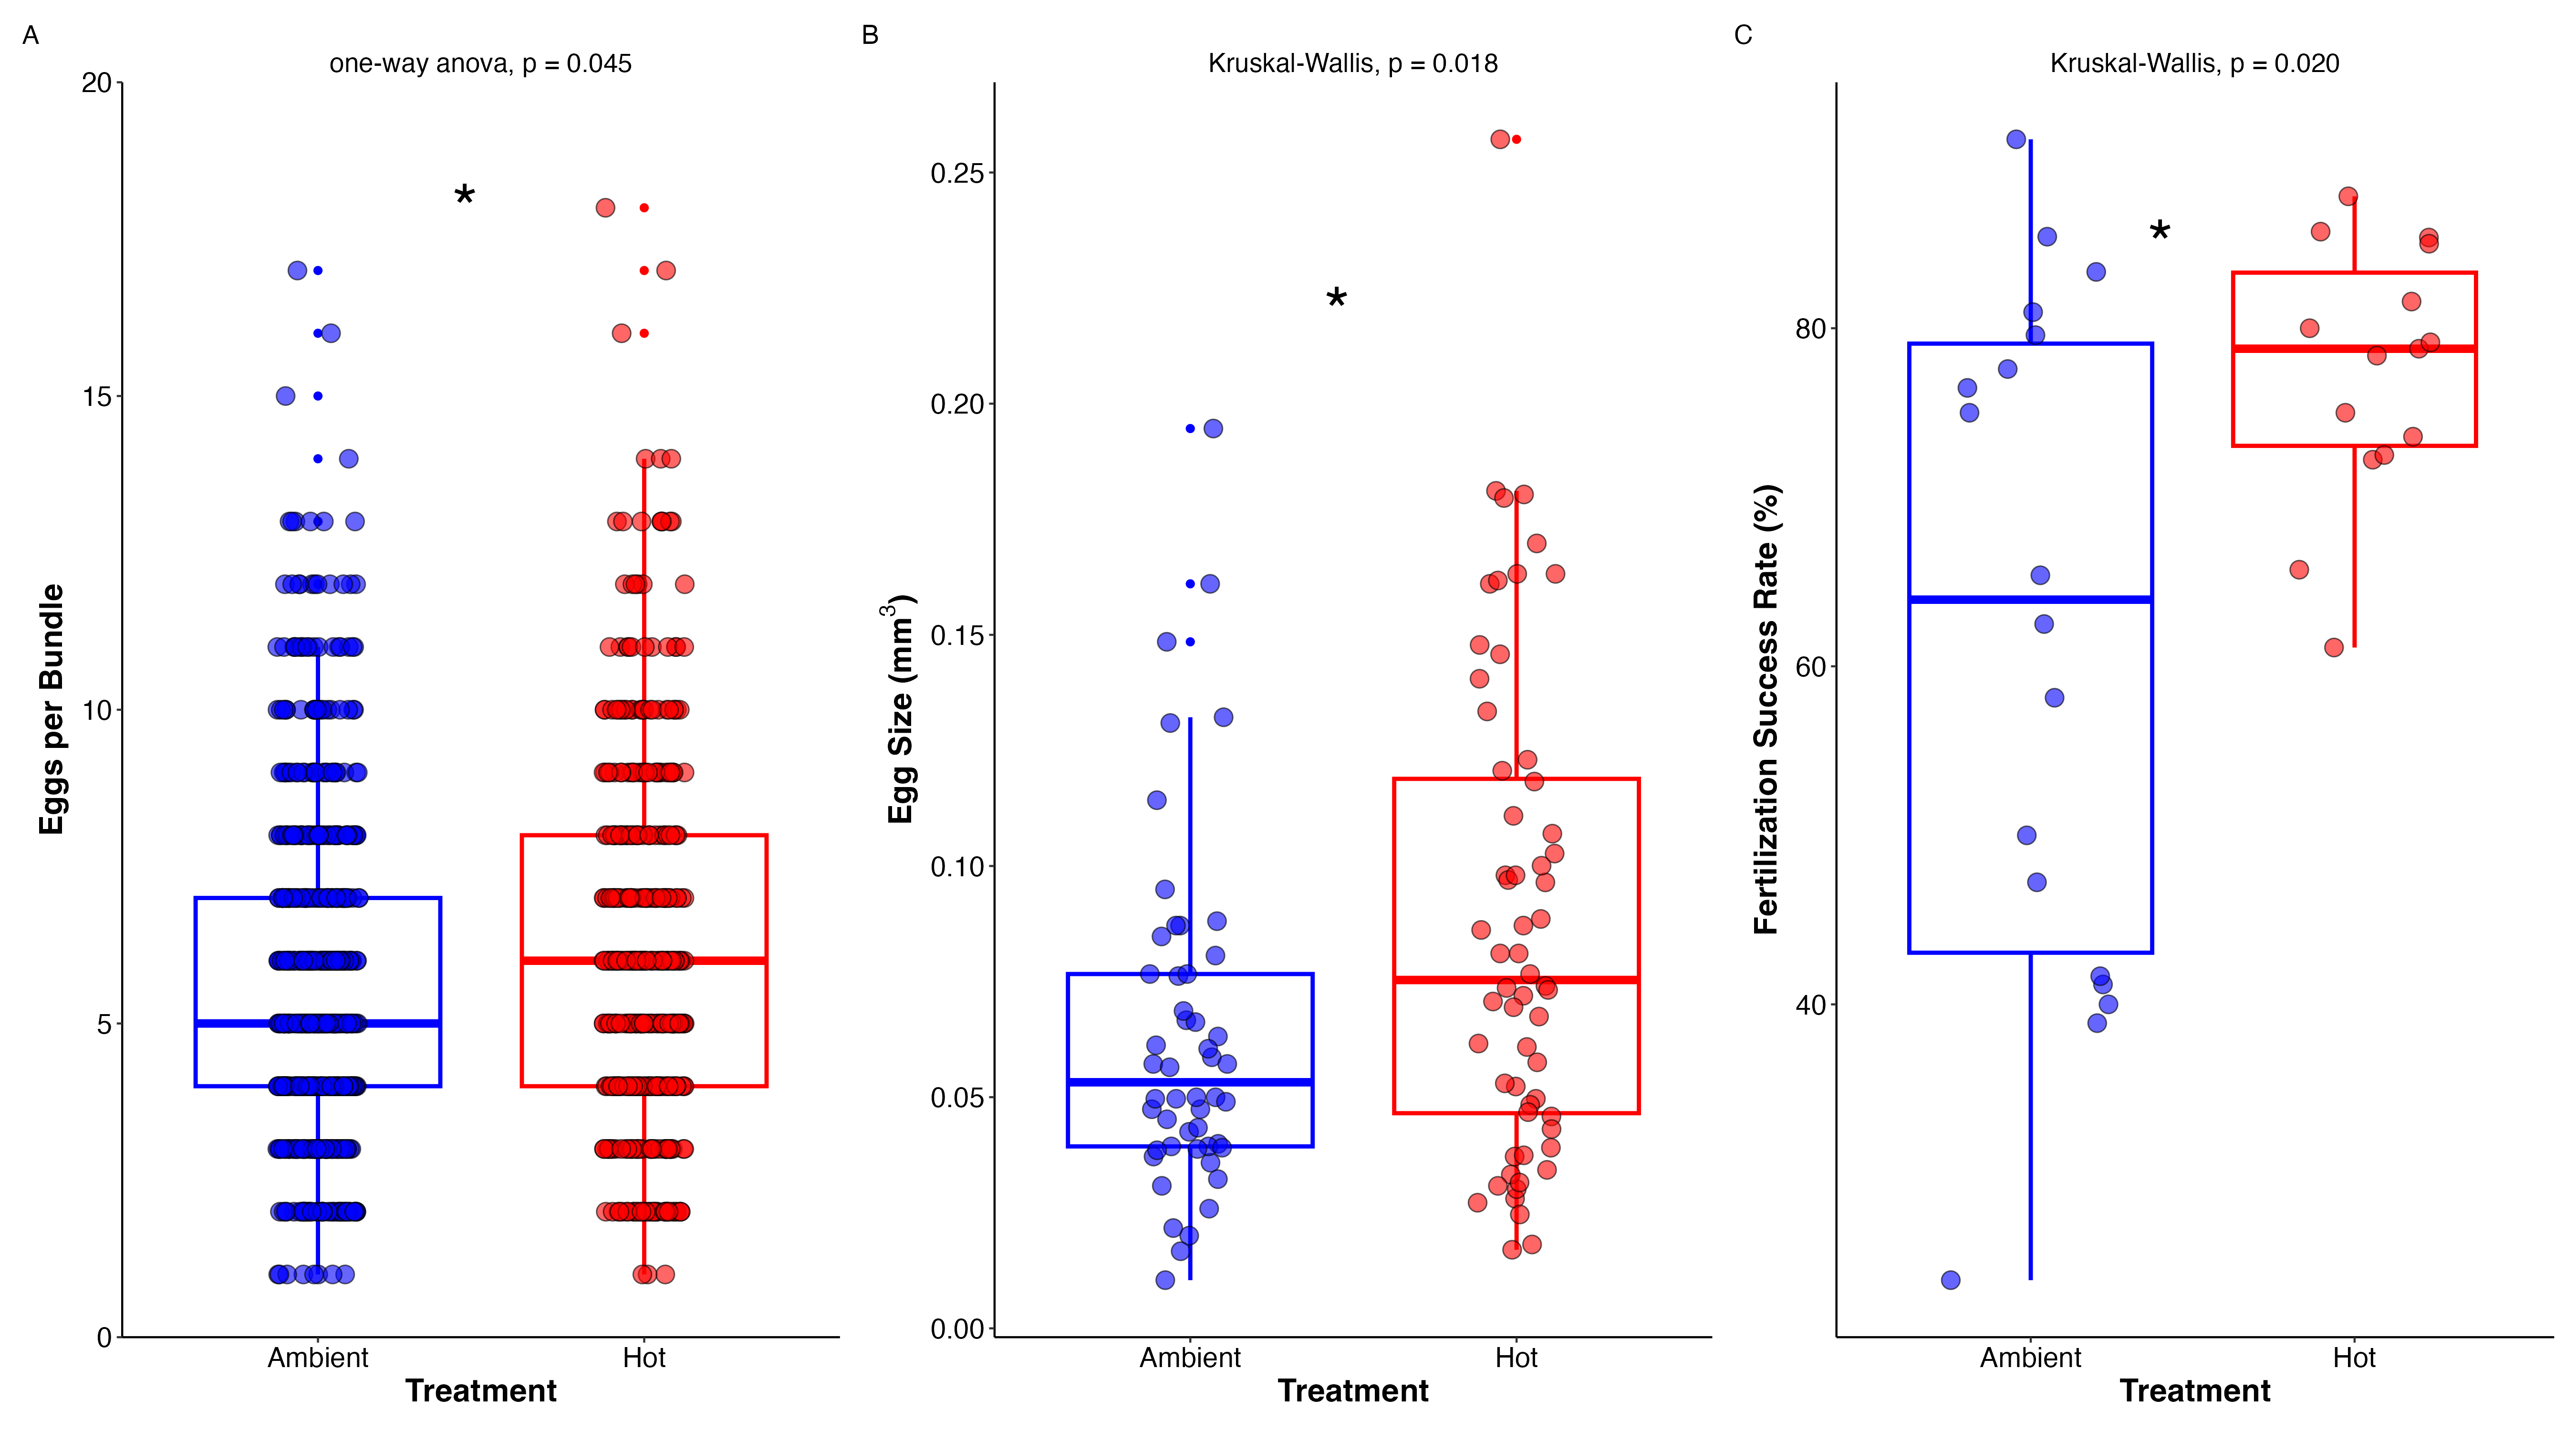 A
one-way anova, p = 0.045
20
15
10
5
0
Eggs per Bundle
*
Ambient
Hot
Treatment
B
Kruskal-Wallis, p = 0.018
0.25
0.20
0.15
0.10
0.05
0.00
Egg Size (mm³)
*
Ambient
Hot
Treatment
C
Kruskal-Wallis, p = 0.020
80
60
40
Fertilization Success Rate (%)
*
Ambient
Hot
Treatment